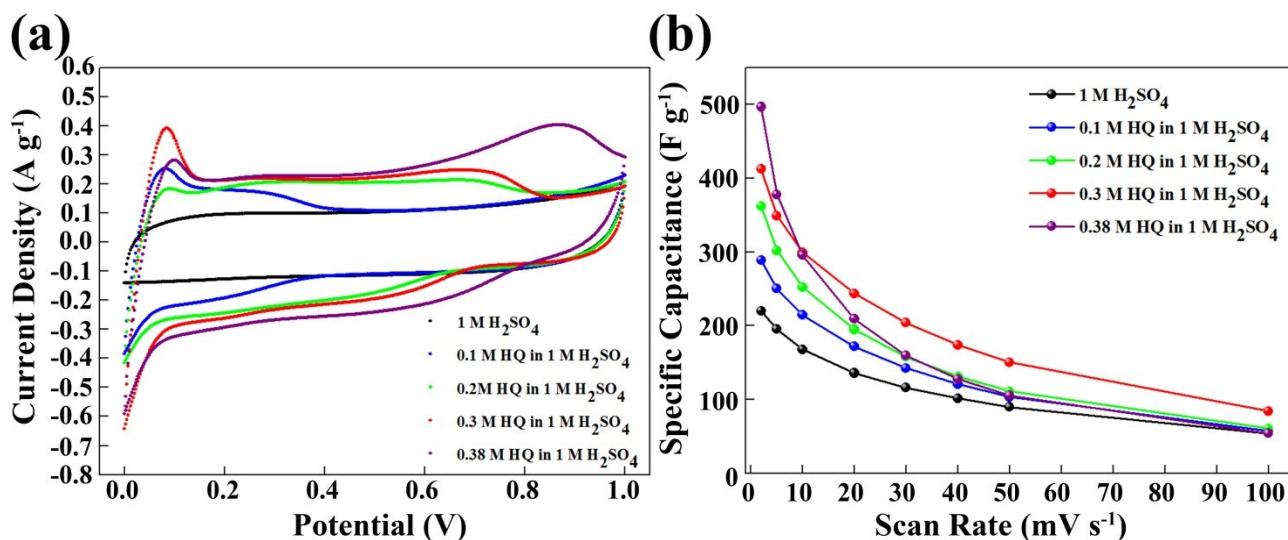 (a)
0.6
0.5
0.4
0.3
0.2
0.1
0.0
-0.1
-0.2
-0.3
-0.4
-0.5
-0.6
-0.7
-0.8
Current Density (A g⁻¹)
1 M H₂SO₄
0.1 M HQ in 1 M H₂SO₄
0.2M HQ in 1 M H₂SO₄
0.3 M HQ in 1 M H₂SO₄
0.38 M HQ in 1 M H₂SO₄
0.0 0.2 0.4 0.6 0.8 1.0
Potential (V)
(b)
500
400
300
200
100
0
Specific Capacitance (F g⁻¹)
1 M H₂SO₄
0.1 M HQ in 1 M H₂SO₄
0.2 M HQ in 1 M H₂SO₄
0.3 M HQ in 1 M H₂SO₄
0.38 M HQ in 1 M H₂SO₄
0 10 20 30 40 50 60 70 80 90 100
Scan Rate (mV s⁻¹)